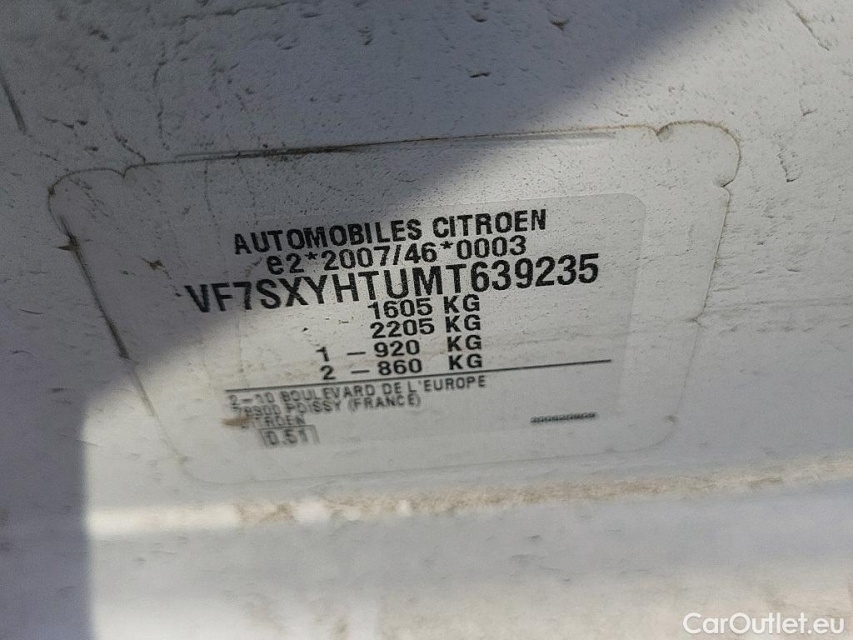 AUTOMOBILES CITROEN
e2*2007/46*0003
VF7SXYHTUMT639235
1605 KG
2205 KG
1 – 920 KG
2 – 860 KG
2–10 BOULEVARD DE L'EUROPE
78300 POISSY (FRANCE)
CITROEN
0.51
CarOutlet.eu